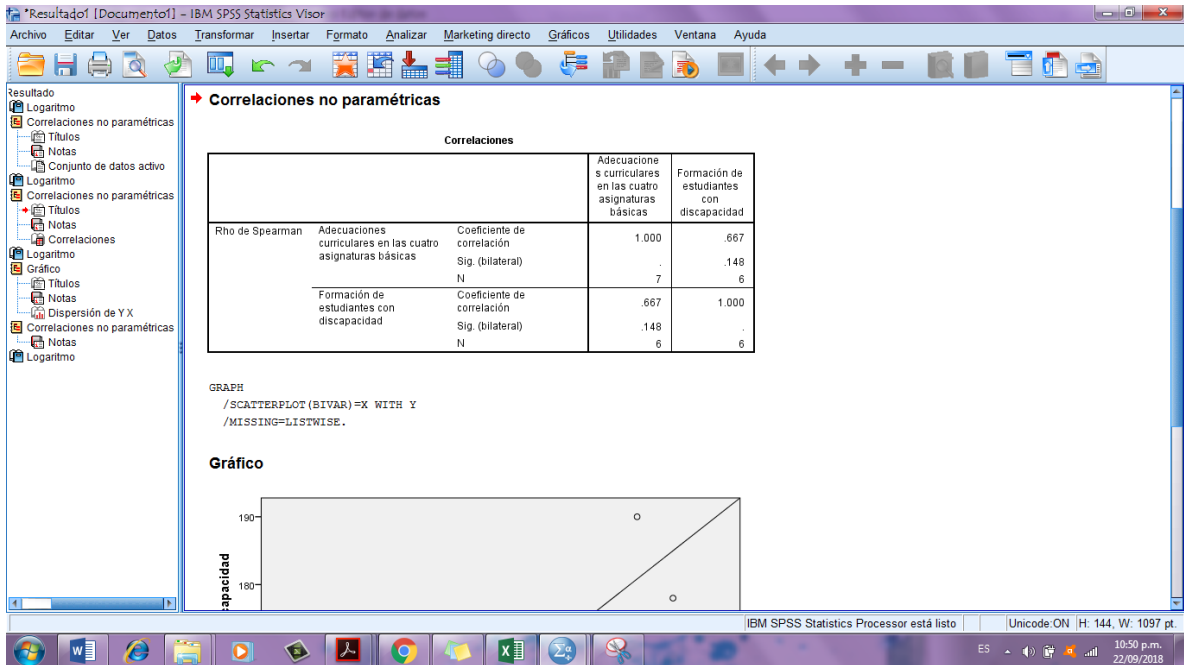 *Resultado1 [Documento1] - IBM SPSS Statistics Visor
Archivo Editar Ver Datos Transformar Insertar Formato Analizar Marketing directo Gráficos Utilidades Ventana Ayuda
Resultado
Logaritmo
Correlaciones no paramétricas
Títulos
Notas
Conjunto de datos activo
Logaritmo
Correlaciones no paramétricas
Títulos
Notas
Correlaciones
Logaritmo
Gráfico
Títulos
Notas
Dispersión de Y X
Correlaciones no paramétricas
Notas
Logaritmo
Correlaciones no paramétricas
Correlaciones
Adecuacione
s curriculares
en las cuatro
asignaturas
básicas
Formación de
estudiantes
con
discapacidad
Rho de Spearman
Adecuaciones
curriculares en las cuatro
asignaturas básicas
Coeficiente de
correlación
1.000 .667
Sig. (bilateral) . .148
N 7 6
Formación de
estudiantes con
discapacidad
Coeficiente de
correlación
.667 1.000
Sig. (bilateral) .148 .
N 6 6
GRAPH
/SCATTERPLOT(BIVAR)=X WITH Y
/MISSING=LISTWISE.
Gráfico
190
180
apacidad
IBM SPSS Statistics Processor está listo
Unicode:ON H: 144, W: 1097 pt.
ES
10:50 p.m.
22/09/2018